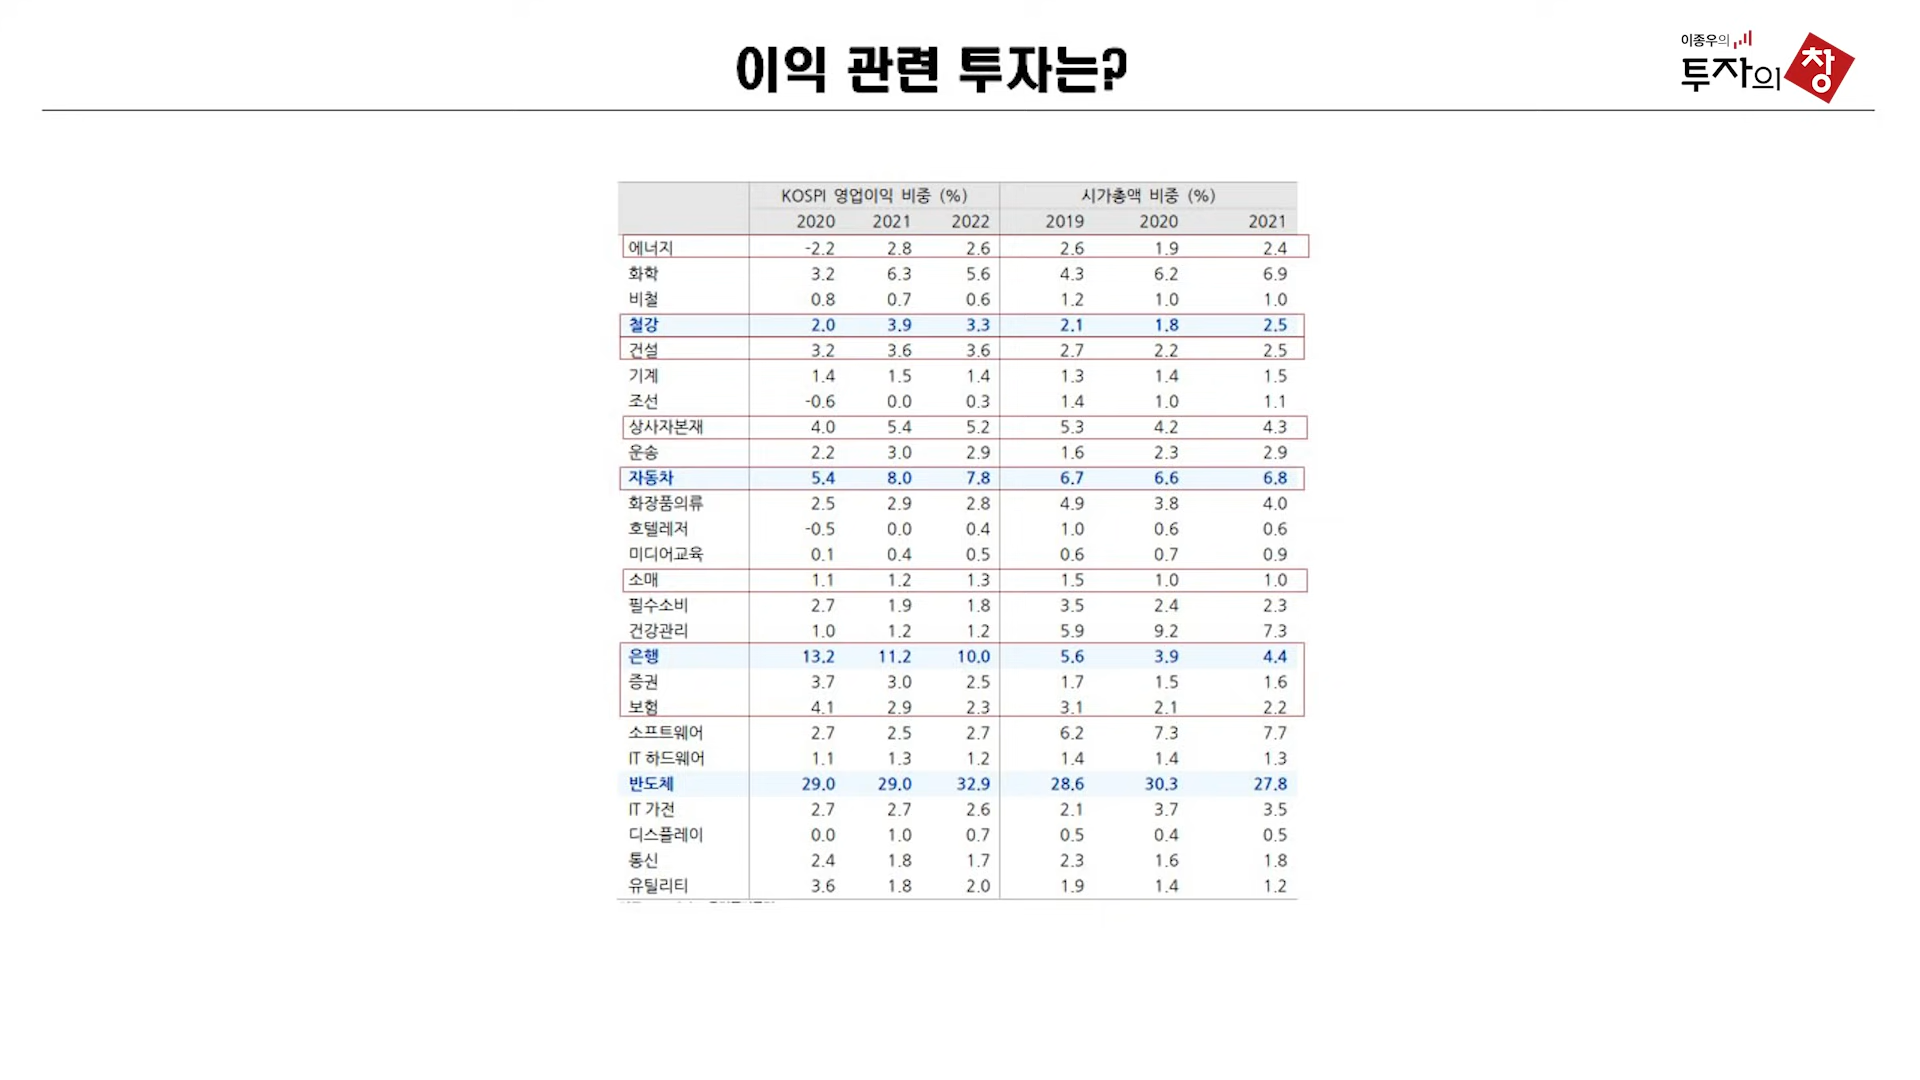 이익 관련 투자는?
이종우의
투자의 창
KOSPI 영업이익 비중 (%) 시가총액 비중 (%)
2020 2021 2022 2019 2020 2021
에너지 -2.2 2.8 2.6 2.6 1.9 2.4
화학 3.2 6.3 5.6 4.3 6.2 6.9
비철 0.8 0.7 0.6 1.2 1.0 1.0
철강 2.0 3.9 3.3 2.1 1.8 2.5
건설 3.2 3.6 3.6 2.7 2.2 2.5
기계 1.4 1.5 1.4 1.3 1.4 1.5
조선 -0.6 0.0 0.3 1.4 1.0 1.1
상사자본재 4.0 5.4 5.2 5.3 4.2 4.3
운송 2.2 3.0 2.9 1.6 2.3 2.9
자동차 5.4 8.0 7.8 6.7 6.6 6.8
화장품의류 2.5 2.9 2.8 4.9 3.8 4.0
호텔레저 -0.5 0.0 0.4 1.0 0.6 0.6
미디어교육 0.1 0.4 0.5 0.6 0.7 0.9
소매 1.1 1.2 1.3 1.5 1.0 1.0
필수소비 2.7 1.9 1.8 3.5 2.4 2.3
건강관리 1.0 1.2 1.2 5.9 9.2 7.3
은행 13.2 11.2 10.0 5.6 3.9 4.4
증권 3.7 3.0 2.5 1.7 1.5 1.6
보험 4.1 2.9 2.3 3.1 2.1 2.2
소프트웨어 2.7 2.5 2.7 6.2 7.3 7.7
IT 하드웨어 1.1 1.3 1.2 1.4 1.4 1.3
반도체 29.0 29.0 32.9 28.6 30.3 27.8
IT 가전 2.7 2.7 2.6 2.1 3.7 3.5
디스플레이 0.0 1.0 0.7 0.5 0.4 0.5
통신 2.4 1.8 1.7 2.3 1.6 1.8
유틸리티 3.6 1.8 2.0 1.9 1.4 1.2